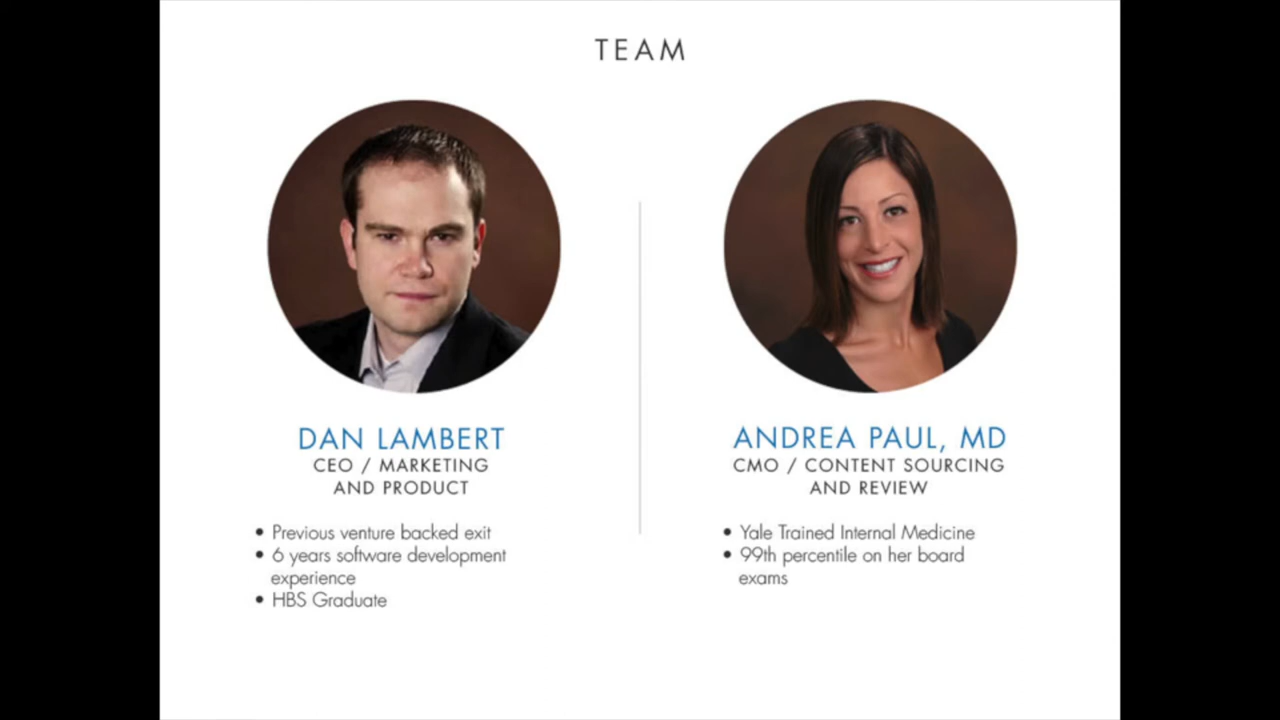 TEAM
DAN LAMBERT
CEO / MARKETING
AND PRODUCT
• Previous venture backed exit
• 6 years software development
experience
• HBS Graduate
ANDREA PAUL, MD
CMO / CONTENT SOURCING
AND REVIEW
• Yale Trained Internal Medicine
• 99th percentile on her board
exams